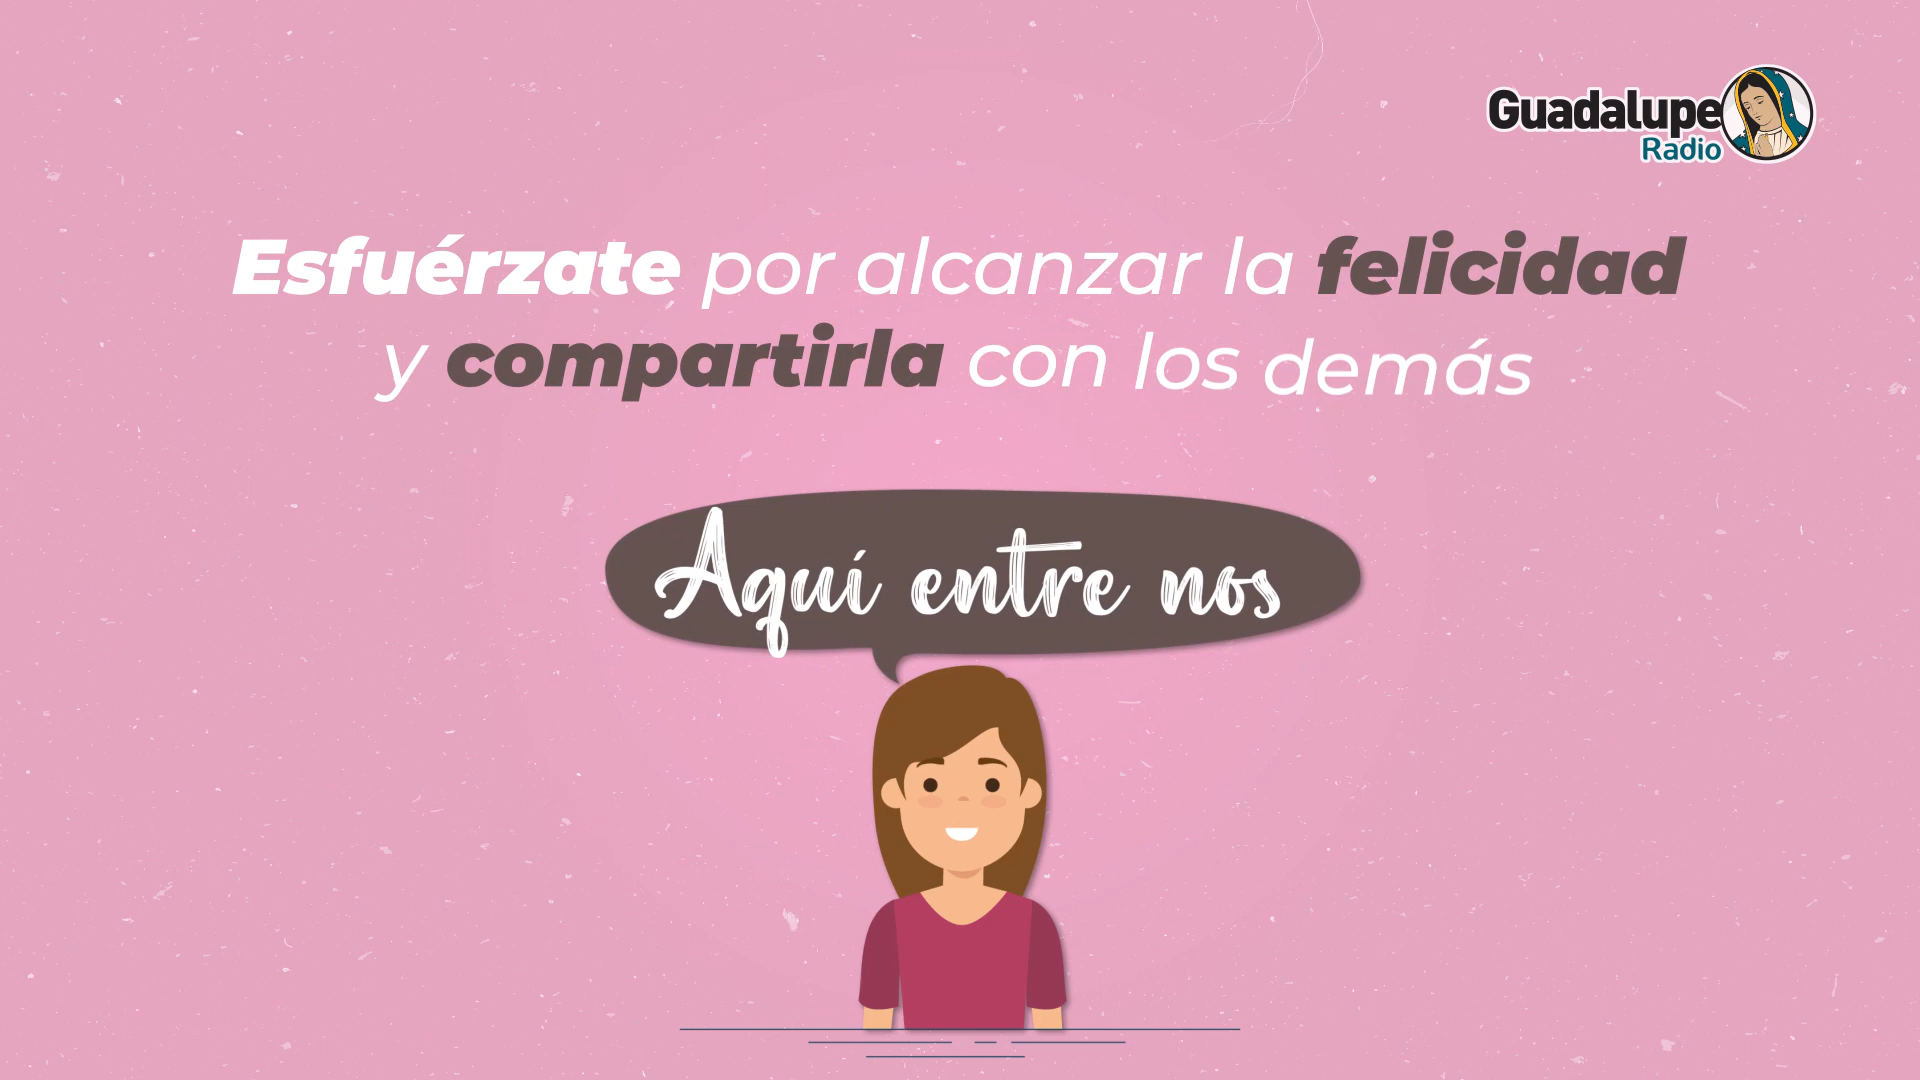 Guadalupe
Radio
Esfuérzate por alcanzar la felicidad
y compartirla con los demás
Aquí entre nos